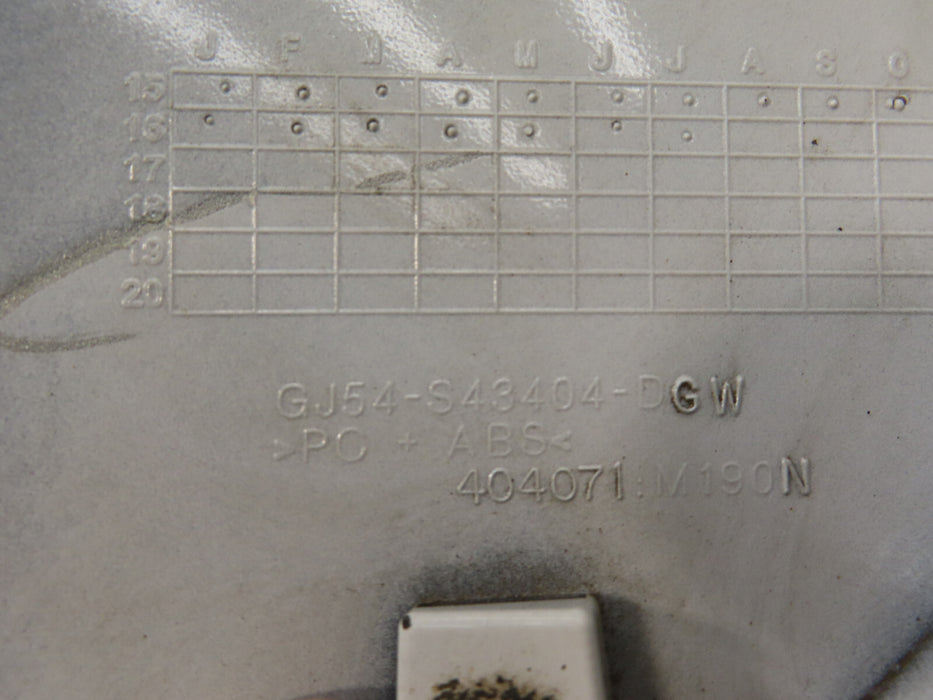 J F M A M J J A S O
15
16
17
18
19
20
GJ54-S43404-DGW
>PC + ABS<
404071:M190N